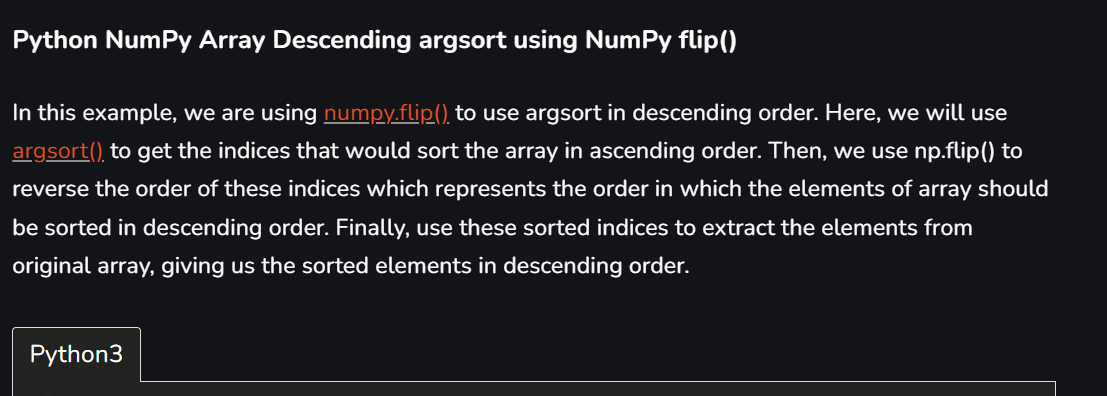 Python NumPy Array Descending argsort using NumPy flip()
In this example, we are using numpy.flip() to use argsort in descending order. Here, we will use
argsort() to get the indices that would sort the array in ascending order. Then, we use np.flip() to
reverse the order of these indices which represents the order in which the elements of array should
be sorted in descending order. Finally, use these sorted indices to extract the elements from
original array, giving us the sorted elements in descending order.
Python3